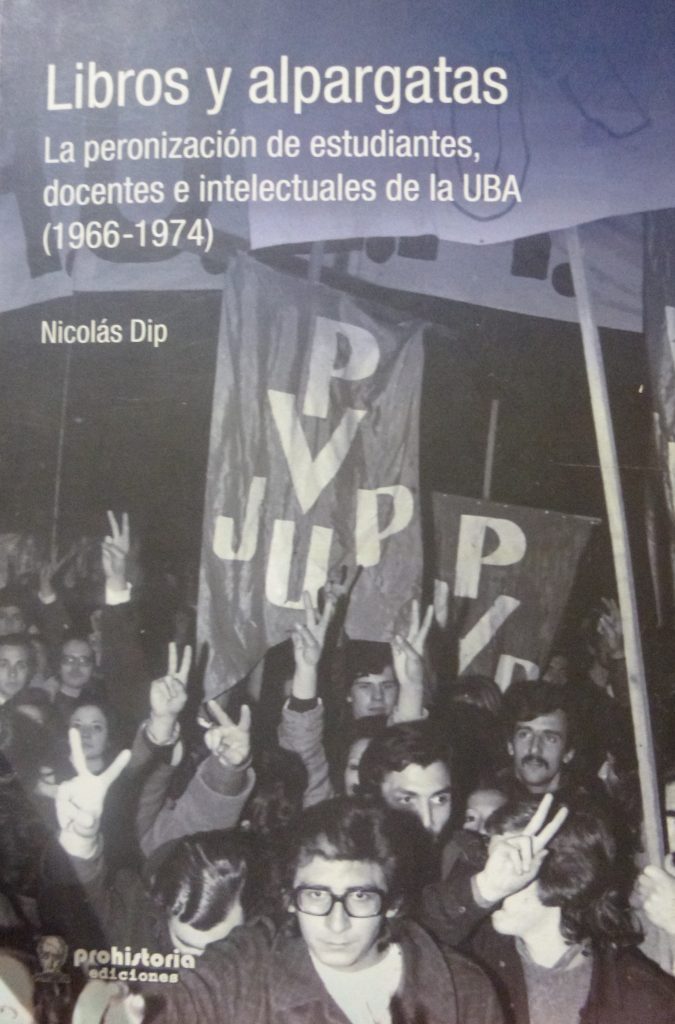 Libros y alpargatas
La peronización de estudiantes,
docentes e intelectuales de la UBA
(1966-1974)
Nicolás Dip
P
V
JUP
P
V
P
prohistoria
ediciones